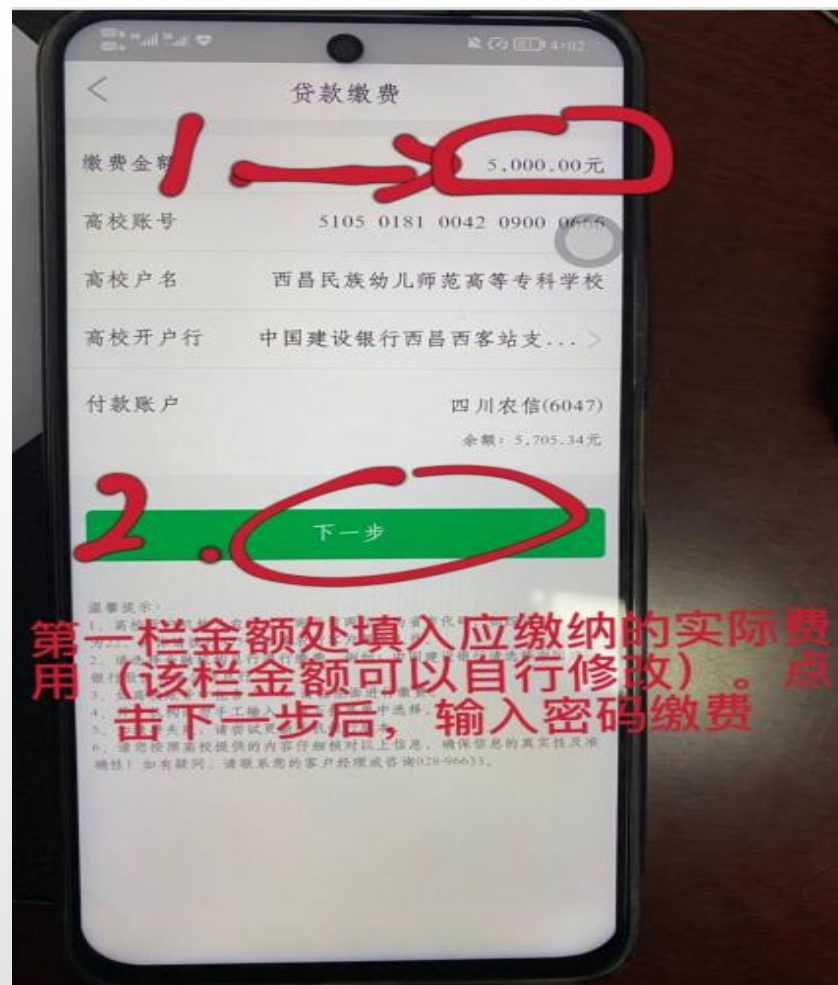 4:02
贷款缴费
缴费金额
5,000.00元
1.
高校账号
5105 0181 0042 0900 0666
高校户名
西昌民族幼儿师范高等专科学校
高校开户行
中国建设银行西昌西客站支...
付款账户
四川农信(6047)
余额: 5,705.34元
2.
下一步
温馨提示:
第一栏金额处填入应缴纳的实际费
用（该栏金额可以自行修改）。点
击下一步后，输入密码缴费
6、请您按照高校提供的内容仔细核对以上信息，确保信息的真实性及准
确性！如有疑问，请联系您的客户经理或咨询028-96633。